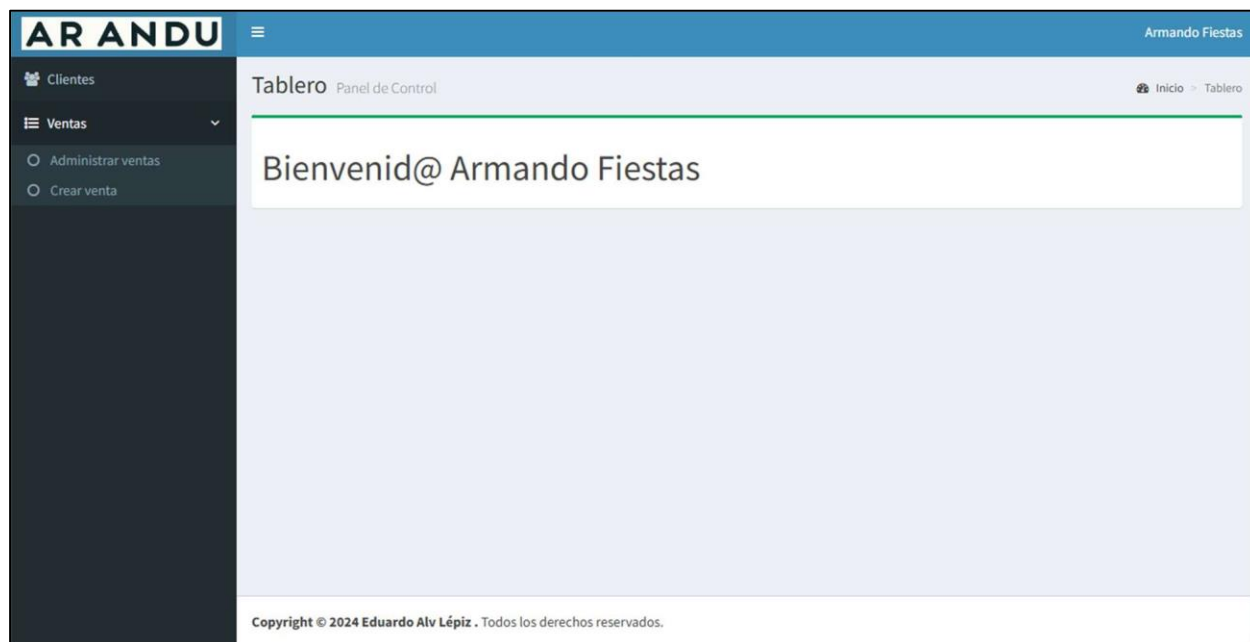 AR ANDU
Armando Fiestas
Clientes
Ventas
Administrar ventas
Crear venta
Tablero Panel de Control
Inicio > Tablero
Bienvenid@ Armando Fiestas
Copyright © 2024 Eduardo Alv Lépiz . Todos los derechos reservados.